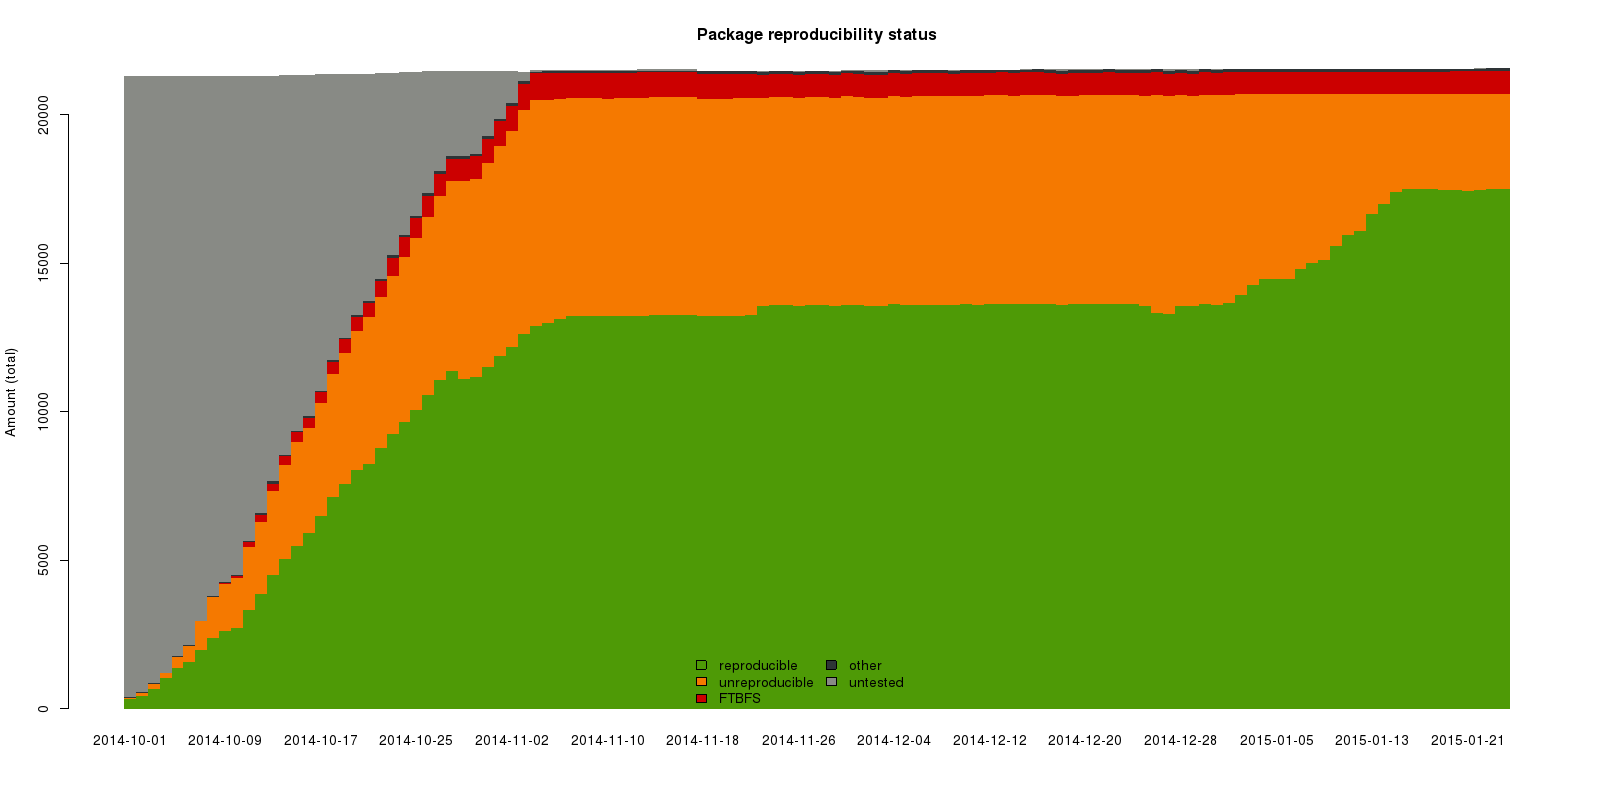 Package reproducibility status
Amount (total)
20000
15000
10000
5000
0
reproducible
other
unreproducible
untested
FTBFS
2014-10-01 2014-10-09 2014-10-17 2014-10-25 2014-11-02 2014-11-10 2014-11-18 2014-11-26 2014-12-04 2014-12-12 2014-12-20 2014-12-28 2015-01-05 2015-01-13 2015-01-21